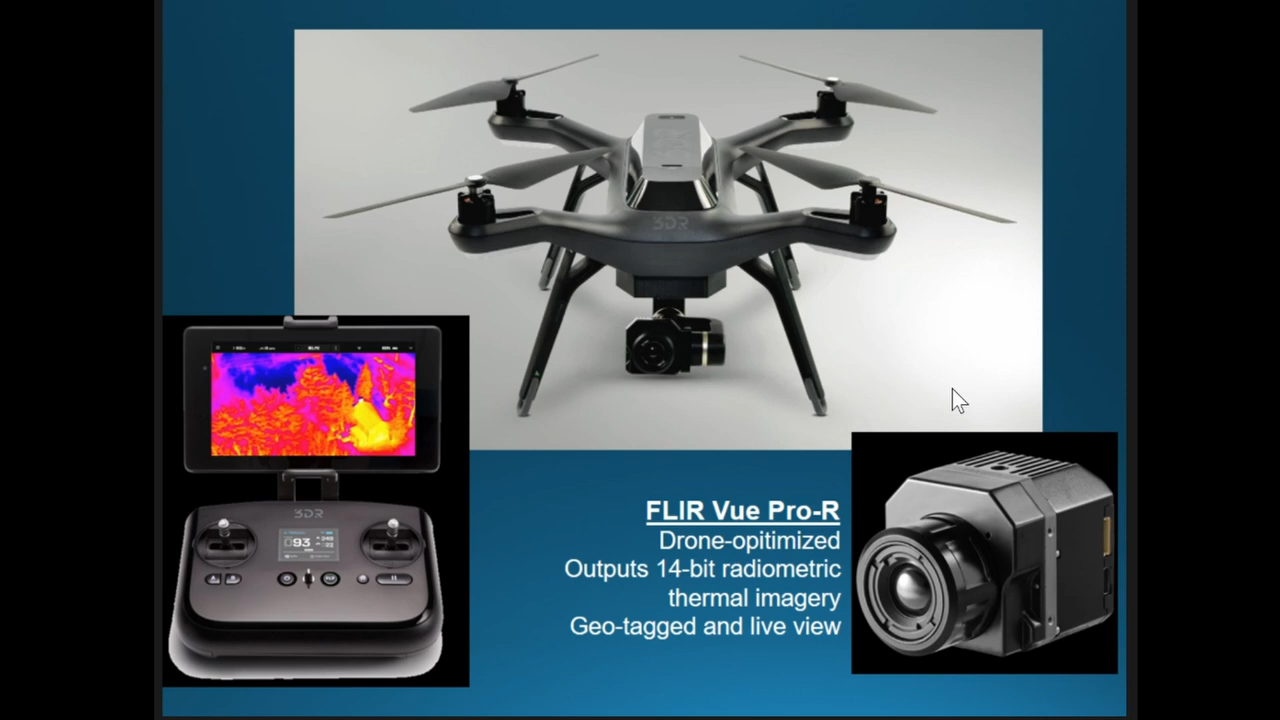 3DR
3DR
93
FLIR Vue Pro-R
Drone-opitimized
Outputs 14-bit radiometric
thermal imagery
Geo-tagged and live view